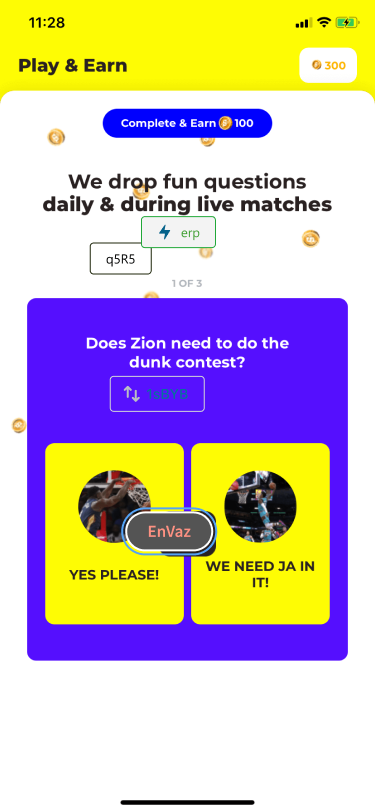 11:28
Play & Earn
300
Complete & Earn 100
We drop fun questions
daily & during live matches
erp
q5R5
1 OF 3
Does Zion need to do the
dunk contest?
1sBYB
EnVaz
YES PLEASE!
WE NEED JA IN
IT!